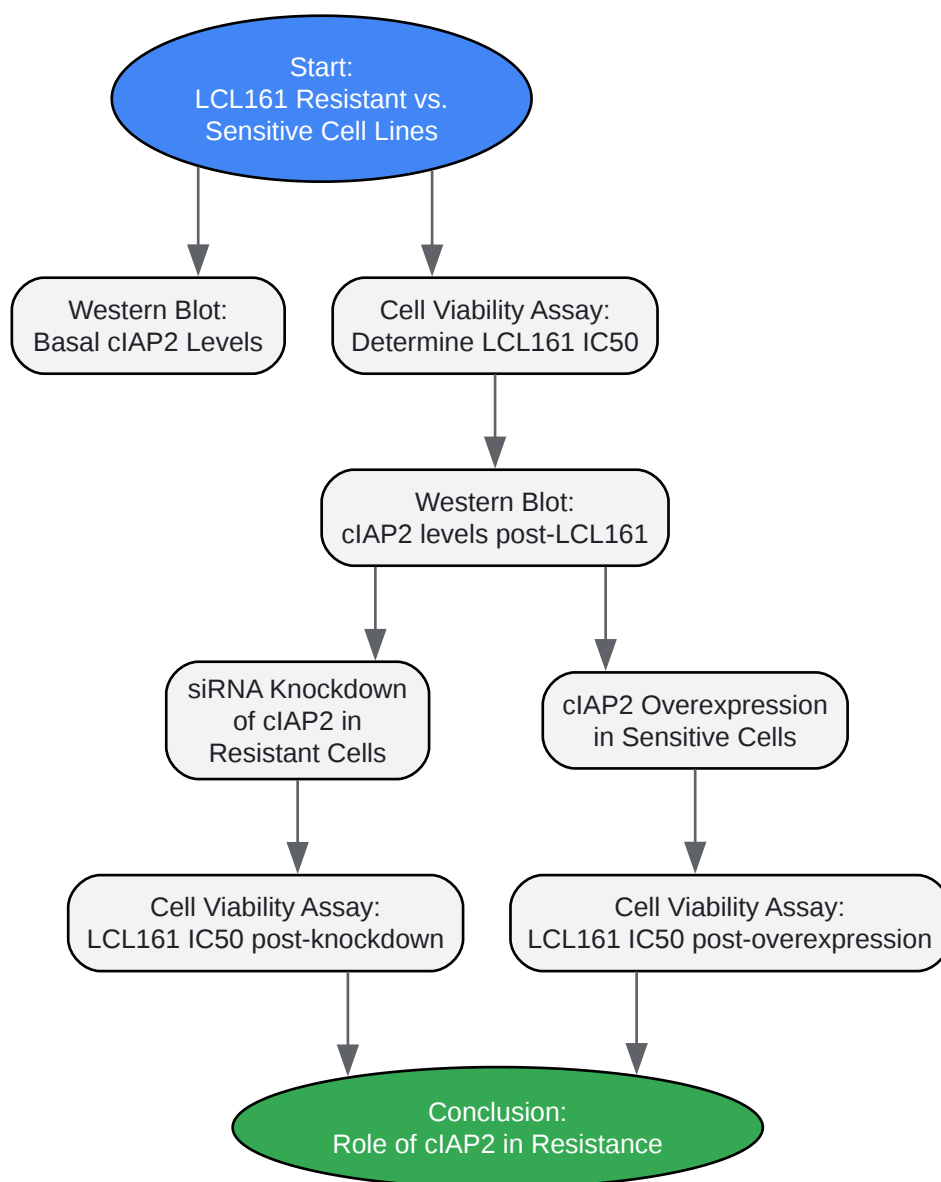 Start:
LCL161 Resistant vs.
Sensitive Cell Lines
Western Blot:
Basal cIAP2 Levels
Cell Viability Assay:
Determine LCL161 IC50
Western Blot:
cIAP2 levels post-LCL161
siRNA Knockdown
of cIAP2 in
Resistant Cells
cIAP2 Overexpression
in Sensitive Cells
Cell Viability Assay:
LCL161 IC50 post-knockdown
Cell Viability Assay:
LCL161 IC50 post-overexpression
Conclusion:
Role of cIAP2 in Resistance